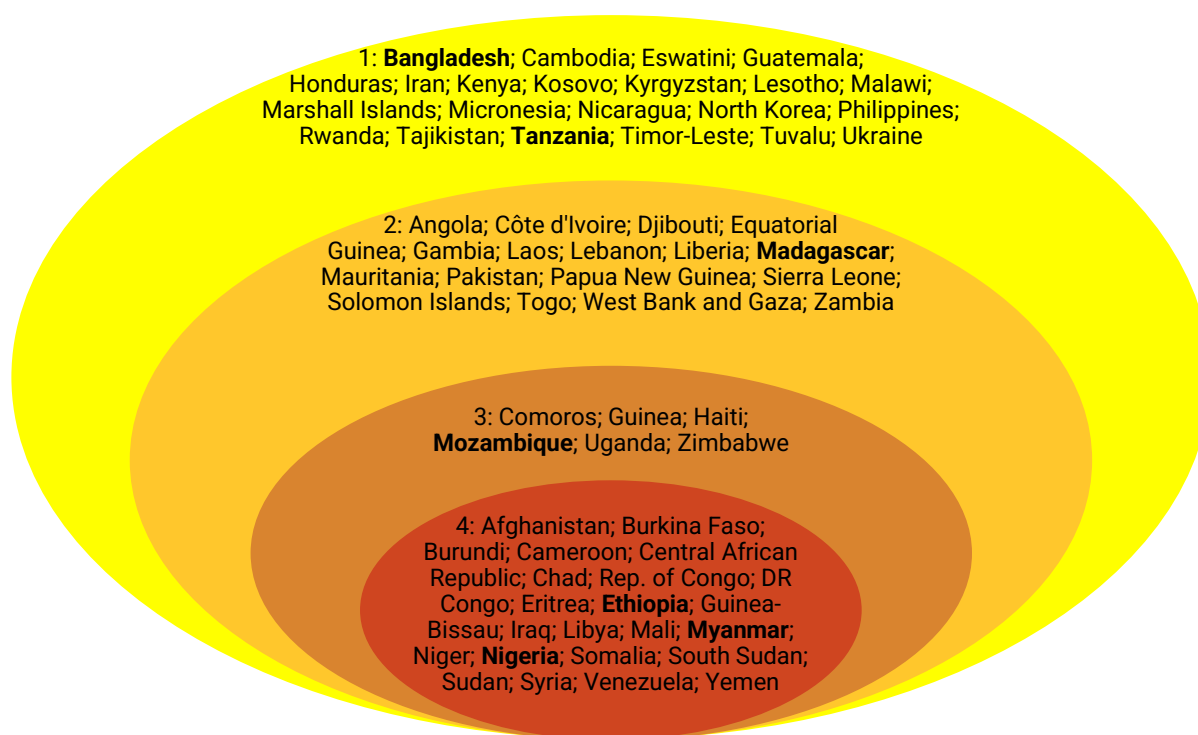 1: Bangladesh; Cambodia; Eswatini; Guatemala;
Honduras; Iran; Kenya; Kosovo; Kyrgyzstan; Lesotho; Malawi;
Marshall Islands; Micronesia; Nicaragua; North Korea; Philippines;
Rwanda; Tajikistan; Tanzania; Timor-Leste; Tuvalu; Ukraine
2: Angola; Côte d'Ivoire; Djibouti; Equatorial
Guinea; Gambia; Laos; Lebanon; Liberia; Madagascar;
Mauritania; Pakistan; Papua New Guinea; Sierra Leone;
Solomon Islands; Togo; West Bank and Gaza; Zambia
3: Comoros; Guinea; Haiti;
Mozambique; Uganda; Zimbabwe
4: Afghanistan; Burkina Faso;
Burundi; Cameroon; Central African
Republic; Chad; Rep. of Congo; DR
Congo; Eritrea; Ethiopia; Guinea-
Bissau; Iraq; Libya; Mali; Myanmar;
Niger; Nigeria; Somalia; South Sudan;
Sudan; Syria; Venezuela; Yemen